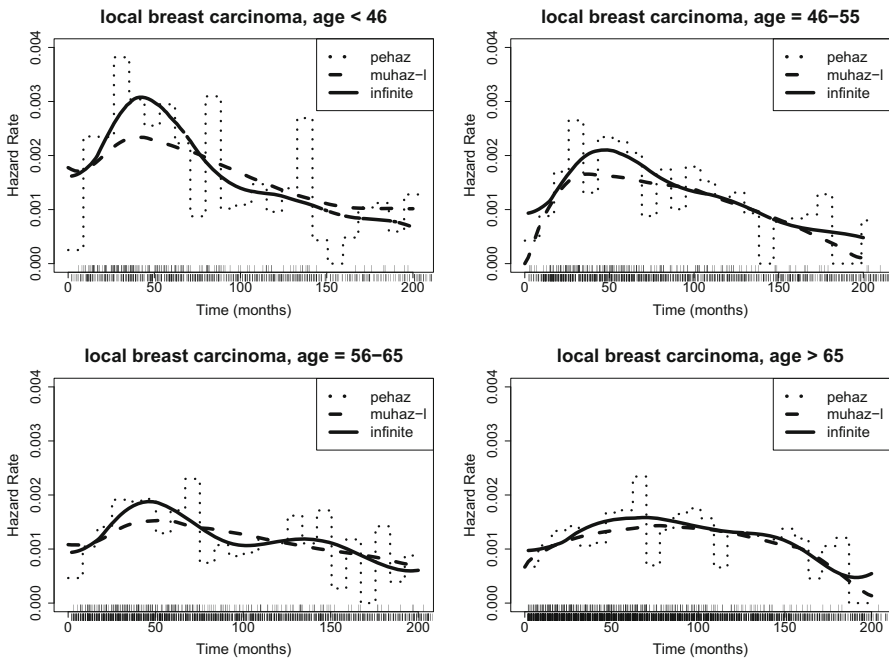 local breast carcinoma, age < 46
Hazard Rate
0.000 0.001 0.002 0.003 0.004
pehaz
muhaz−l
infinite
0 50 100 150 200
Time (months)
local breast carcinoma, age = 46−55
Hazard Rate
0.000 0.001 0.002 0.003 0.004
pehaz
muhaz−l
infinite
0 50 100 150 200
Time (months)
local breast carcinoma, age = 56−65
Hazard Rate
0.000 0.001 0.002 0.003 0.004
pehaz
muhaz−l
infinite
0 50 100 150 200
Time (months)
local breast carcinoma, age > 65
Hazard Rate
0.000 0.001 0.002 0.003 0.004
pehaz
muhaz−l
infinite
0 50 100 150 200
Time (months)